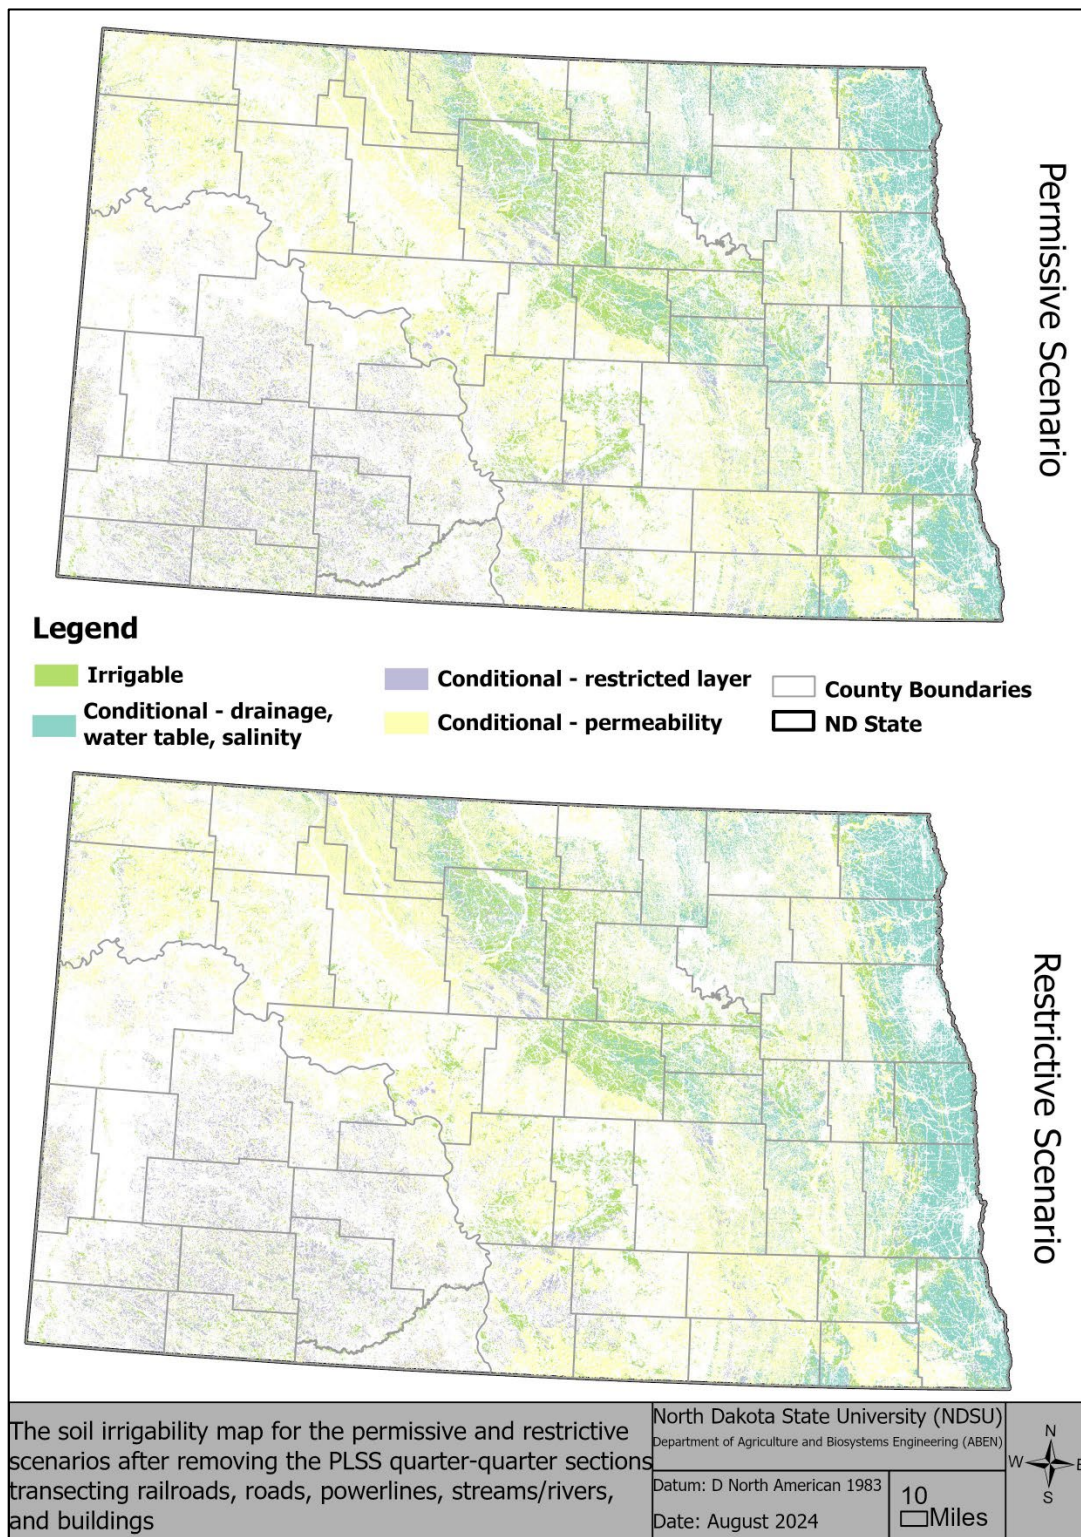 Permissive Scenario
Legend
Irrigable
Conditional - drainage,
water table, salinity
Conditional - restricted layer
Conditional - permeability
County Boundaries
ND State
Restrictive Scenario
The soil irrigability map for the permissive and restrictive
scenarios after removing the PLSS quarter-quarter sections
transecting railroads, roads, powerlines, streams/rivers,
and buildings
North Dakota State University (NDSU)
Department of Agriculture and Biosystems Engineering (ABEN)
Datum: D North American 1983
Date: August 2024
10
Miles
N
W E
S